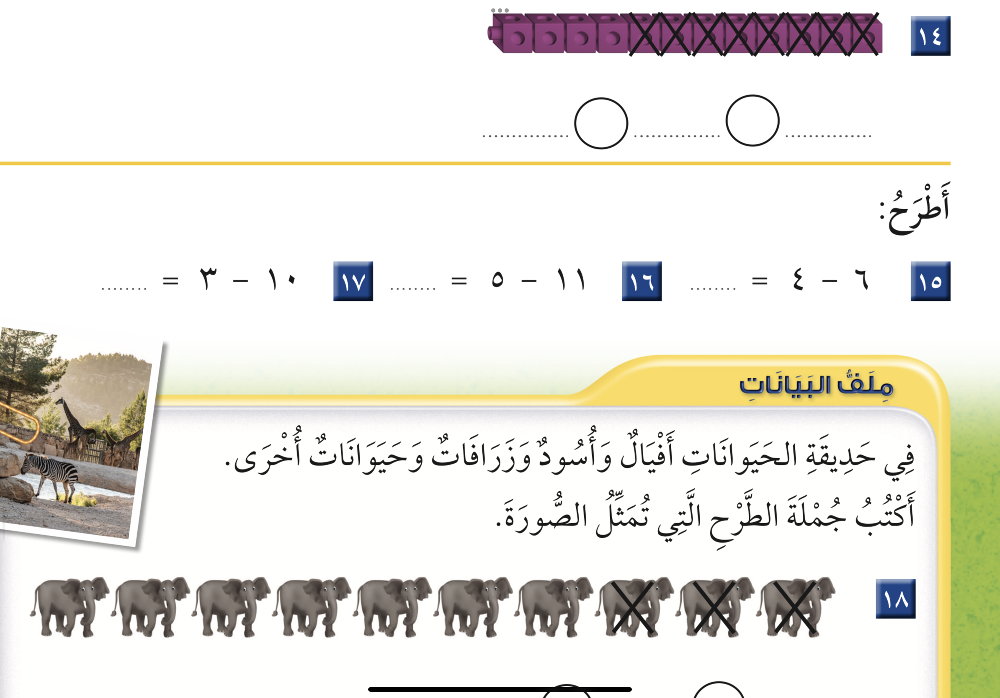 ١٤
.............. ◯ .............. ◯ ..............
أَطْرَحُ:
١٥ ٦ – ٤ = ........ ١٦ ١١ – ٥ = ........ ١٧ ١٠ – ٣ = ........
مِلَفُّ البَيَانَاتِ
فِي حَدِيقَةِ الحَيَوانَاتِ أَفْيَالٌ وَأُسُودٌ وَزَرَافَاتٌ وَحَيَوَانَاتٌ أُخْرَى.
أَكْتُبُ جُمْلَةَ الطَّرْحِ الَّتِي تُمَثِّلُ الصُّورَةَ.
١٨